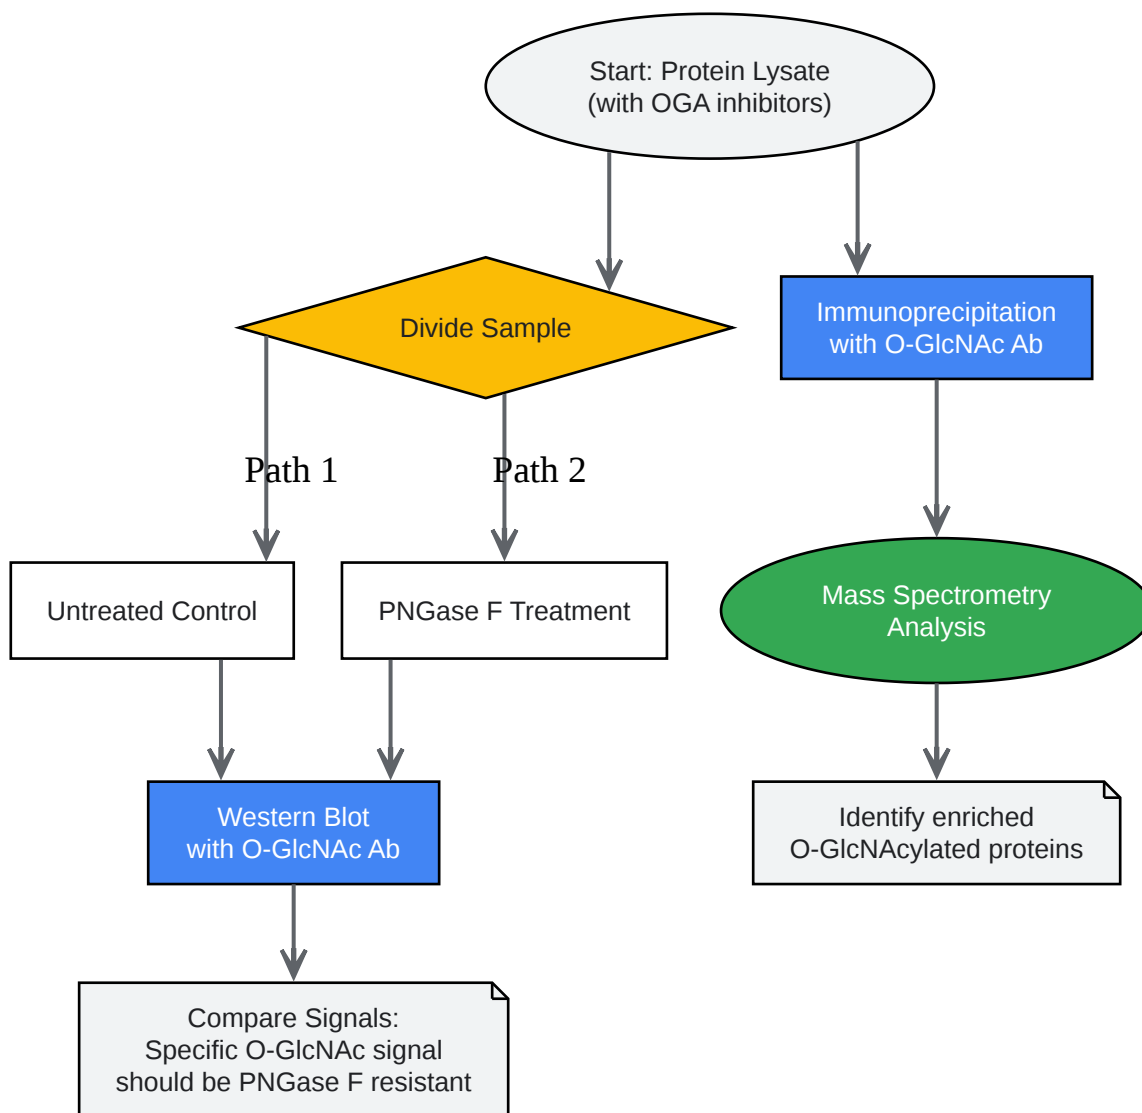 Start: Protein Lysate
(with OGA inhibitors)
Divide Sample
Immunoprecipitation
with O-GlcNAc Ab
Path 1
Path 2
Untreated Control
PNGase F Treatment
Mass Spectrometry
Analysis
Western Blot
with O-GlcNAc Ab
Identify enriched
O-GlcNAcylated proteins
Compare Signals:
Specific O-GlcNAc signal
should be PNGase F resistant